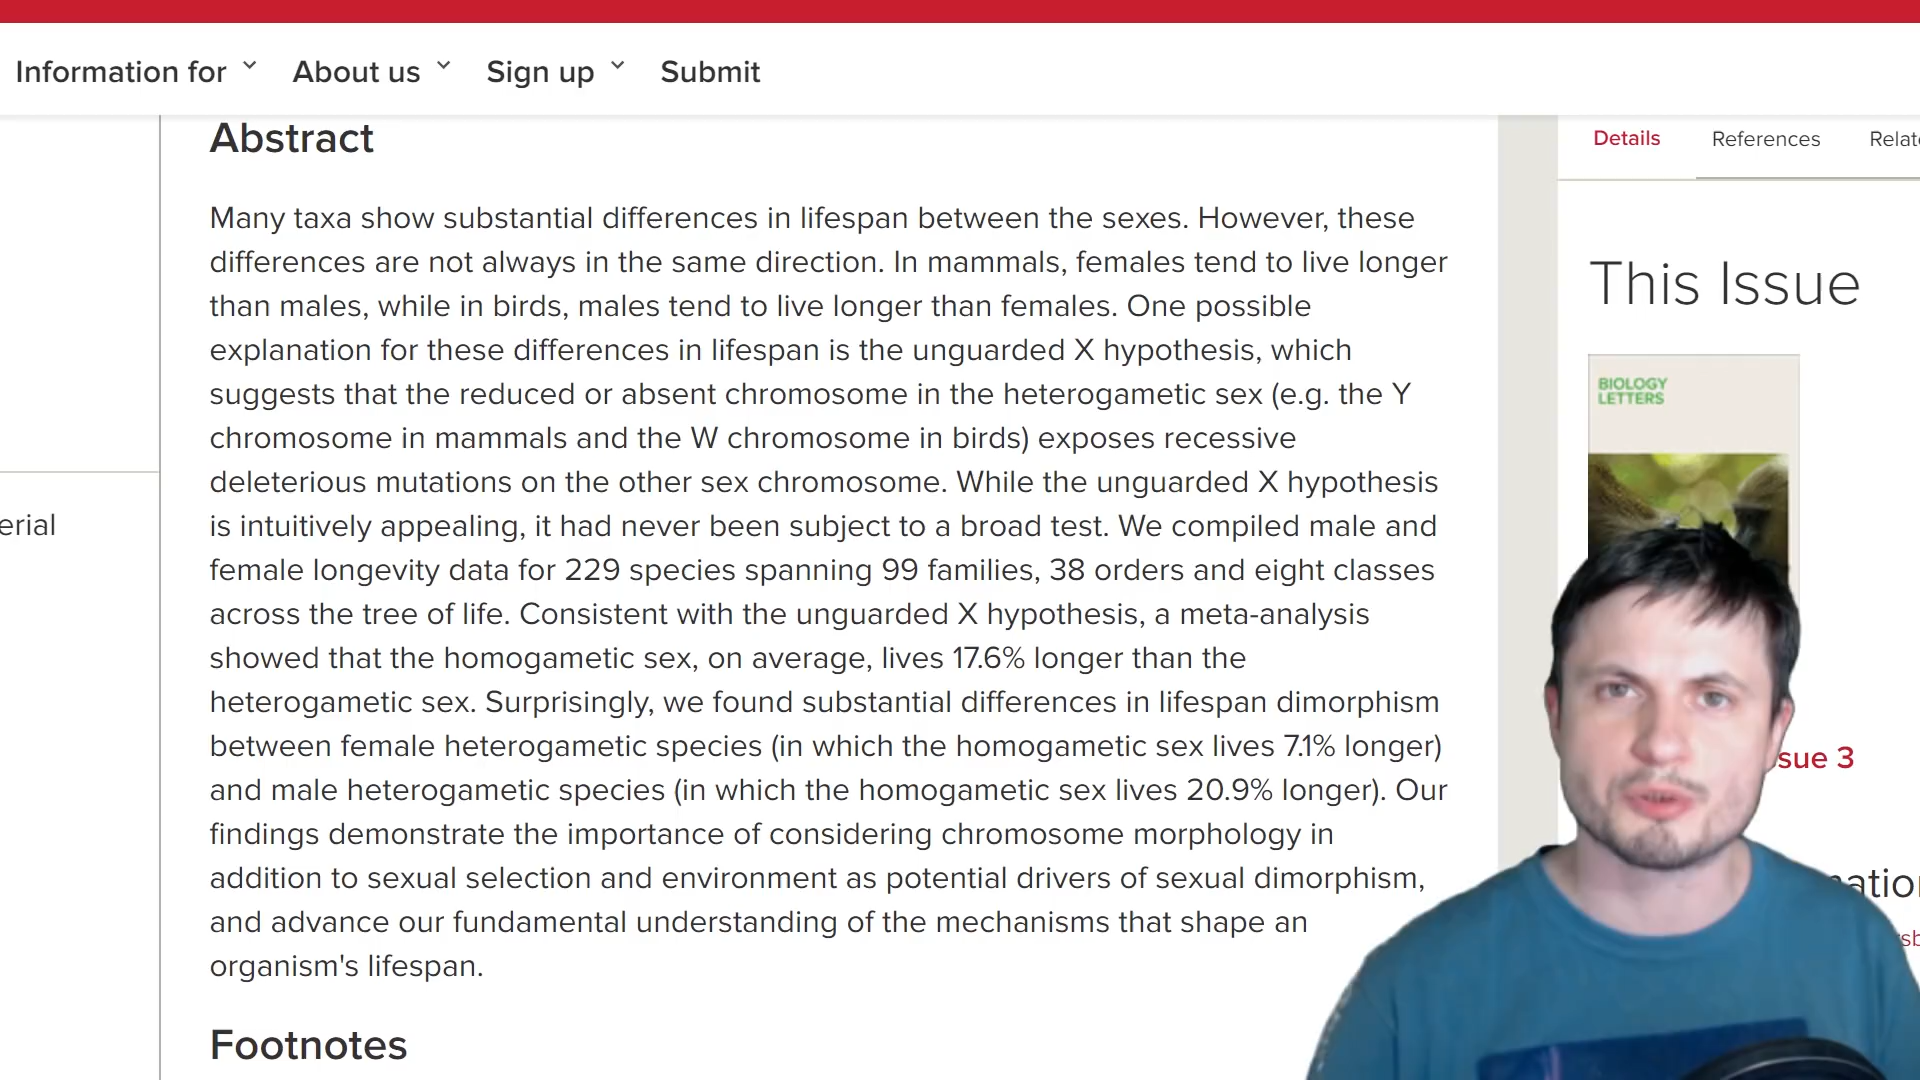 Information for
About us
Sign up
Submit
Abstract
Details
References
Many taxa show substantial differences in lifespan between the sexes. However, these
differences are not always in the same direction. In mammals, females tend to live longer
than males, while in birds, males tend to live longer than females. One possible
explanation for these differences in lifespan is the unguarded X hypothesis, which
suggests that the reduced or absent chromosome in the heterogametic sex (e.g. the Y
chromosome in mammals and the W chromosome in birds) exposes recessive
deleterious mutations on the other sex chromosome. While the unguarded X hypothesis
is intuitively appealing, it had never been subject to a broad test. We compiled male and
female longevity data for 229 species spanning 99 families, 38 orders and eight classes
across the tree of life. Consistent with the unguarded X hypothesis, a meta-analysis
showed that the homogametic sex, on average, lives 17.6% longer than the
heterogametic sex. Surprisingly, we found substantial differences in lifespan dimorphism
between female heterogametic species (in which the homogametic sex lives 7.1% longer)
and male heterogametic species (in which the homogametic sex lives 20.9% longer). Our
findings demonstrate the importance of considering chromosome morphology in
addition to sexual selection and environment as potential drivers of sexual dimorphism,
and advance our fundamental understanding of the mechanisms that shape an
organism's lifespan.
Footnotes
erial
This Issue
BIOLOGY
LETTERS
sue 3